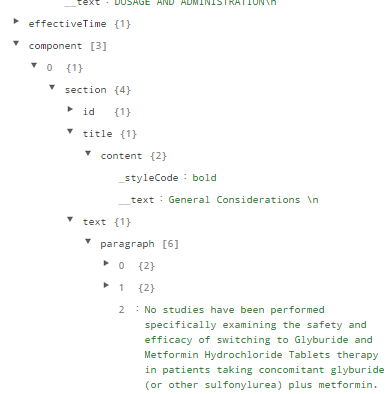 __text : DOSAGE AND ADMINISTRATION\n
effectiveTime {1}
component [3]
0 {1}
section {4}
id {1}
title {1}
content {2}
_styleCode : bold
__text : General Considerations \n
text {1}
paragraph [6]
0 {2}
1 {2}
2 : No studies have been performed
specifically examining the safety and
efficacy of switching to Glyburide and
Metformin Hydrochloride Tablets therapy
in patients taking concomitant glyburide
(or other sulfonylurea) plus metformin.